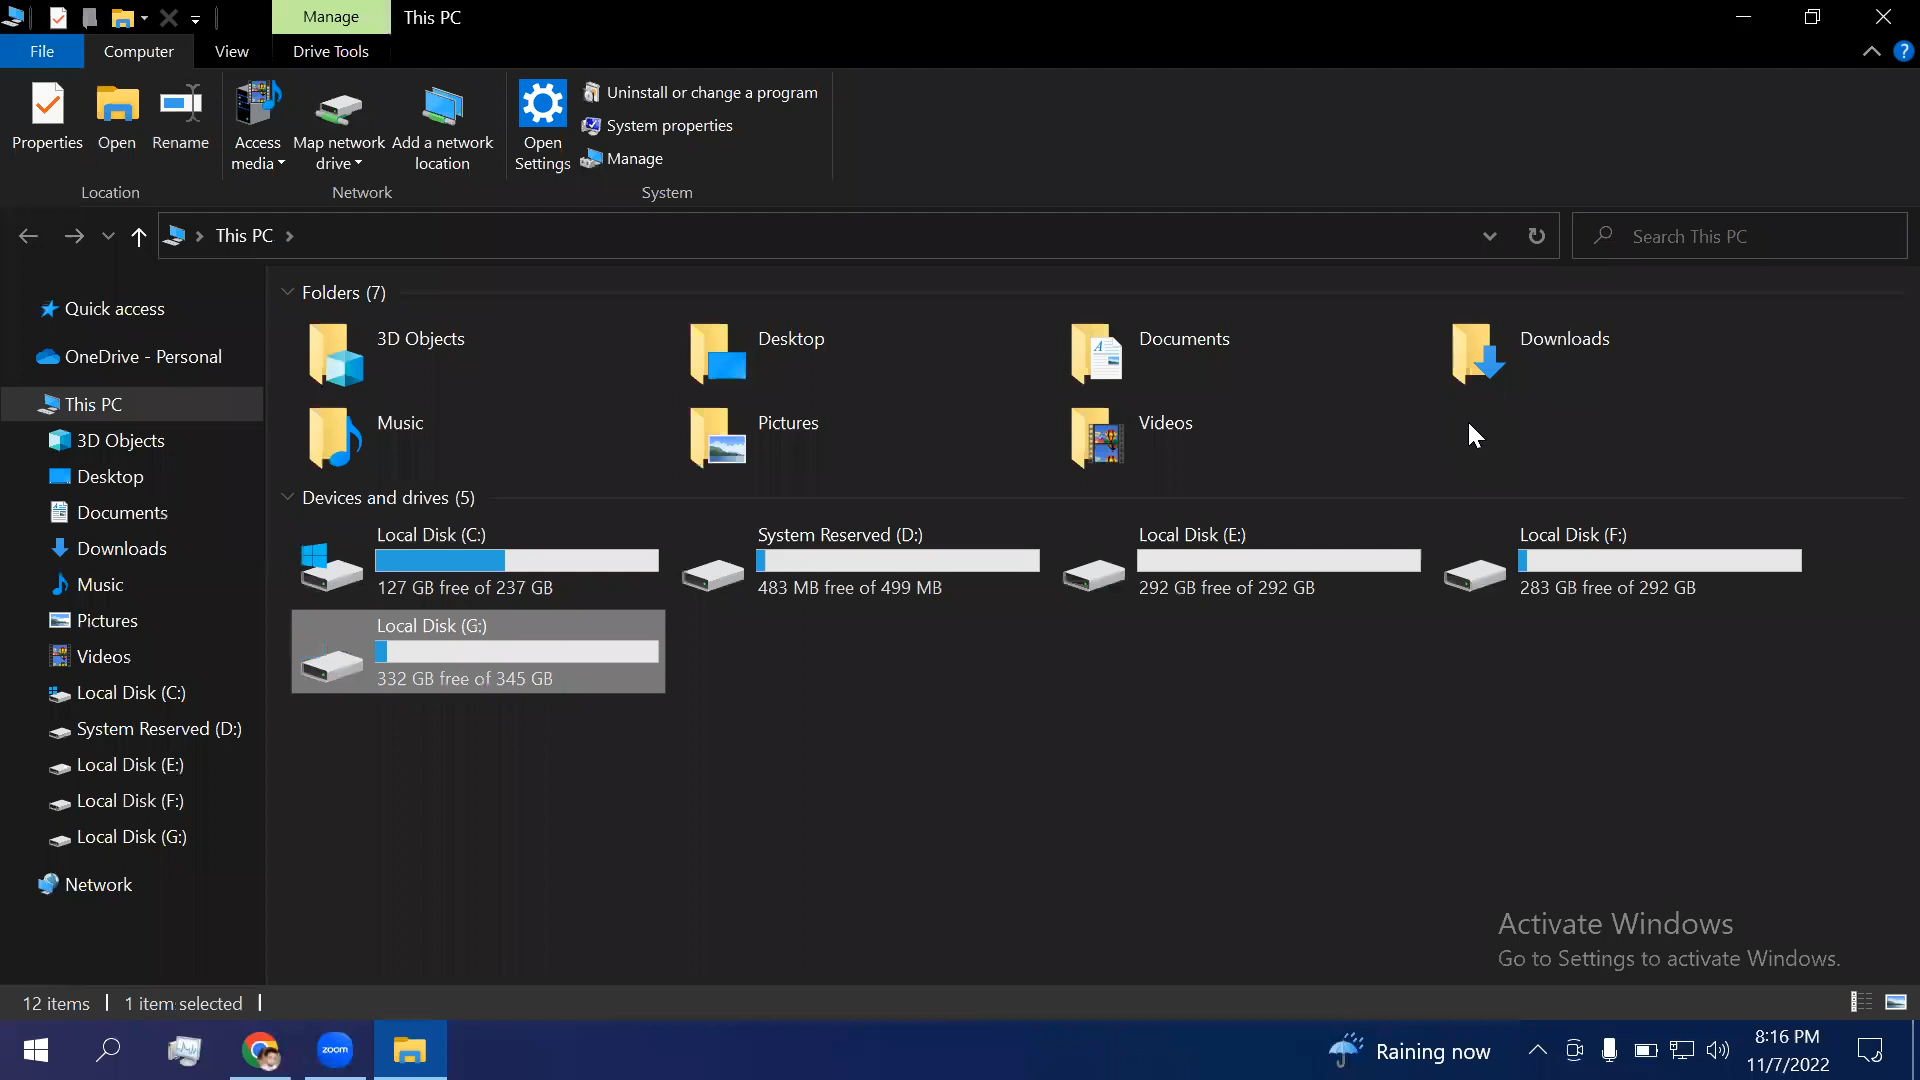 Manage
This PC
File
Computer
View
Drive Tools
Properties
Open
Rename
Access media
Map network drive
Add a network location
Open Settings
Uninstall or change a program
System properties
Manage
Location
Network
System
This PC
Search This PC
Quick access
OneDrive - Personal
This PC
3D Objects
Desktop
Documents
Downloads
Music
Pictures
Videos
Local Disk (C:)
System Reserved (D:)
Local Disk (E:)
Local Disk (F:)
Local Disk (G:)
Network
Folders (7)
3D Objects
Desktop
Documents
Downloads
Music
Pictures
Videos
Devices and drives (5)
Local Disk (C:)
127 GB free of 237 GB
System Reserved (D:)
483 MB free of 499 MB
Local Disk (E:)
292 GB free of 292 GB
Local Disk (F:)
283 GB free of 292 GB
Local Disk (G:)
332 GB free of 345 GB
Activate Windows
Go to Settings to activate Windows.
12 items
1 item selected
zoom
Raining now
8:16 PM
11/7/2022